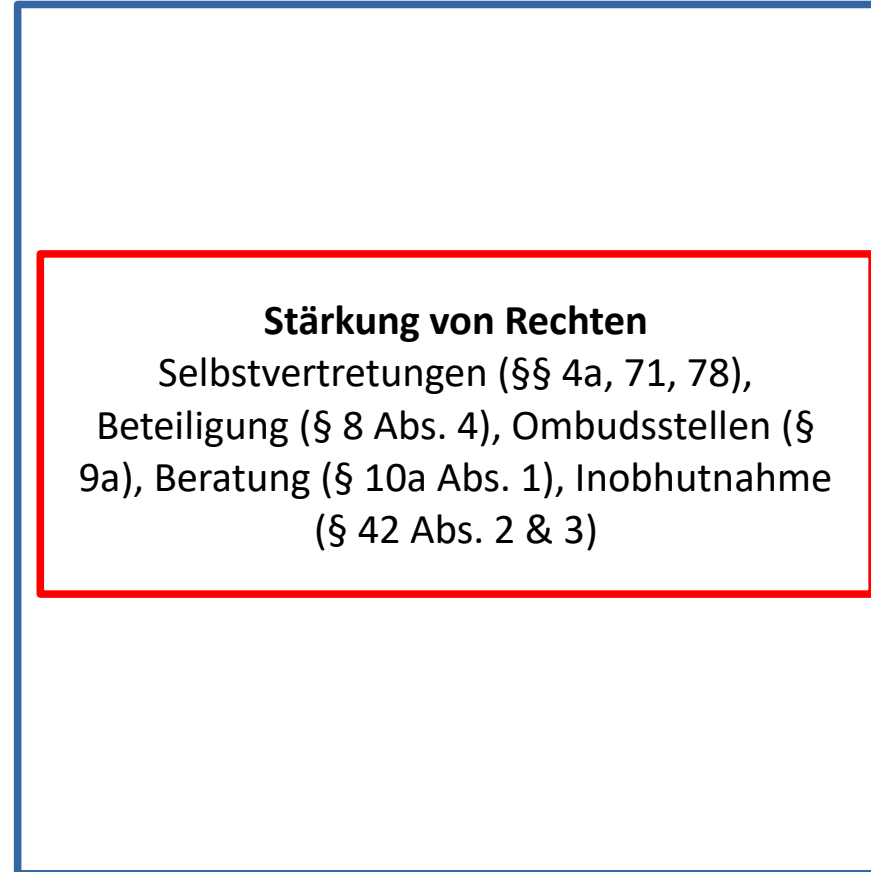 Stärkung von Rechten
Selbstvertretungen (§§ 4a, 71, 78),
Beteiligung (§ 8 Abs. 4), Ombudsstellen (§
9a), Beratung (§ 10a Abs. 1), Inobhutnahme
(§ 42 Abs. 2 & 3)